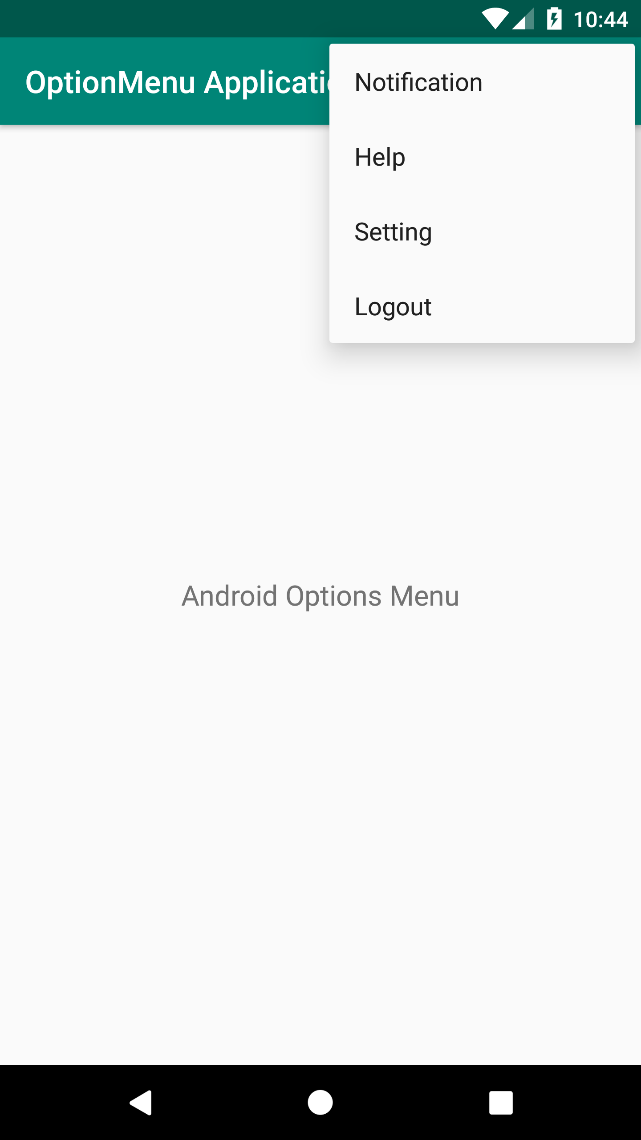 10:44
OptionMenu Applicati
Notification
Help
Setting
Logout
Android Options Menu